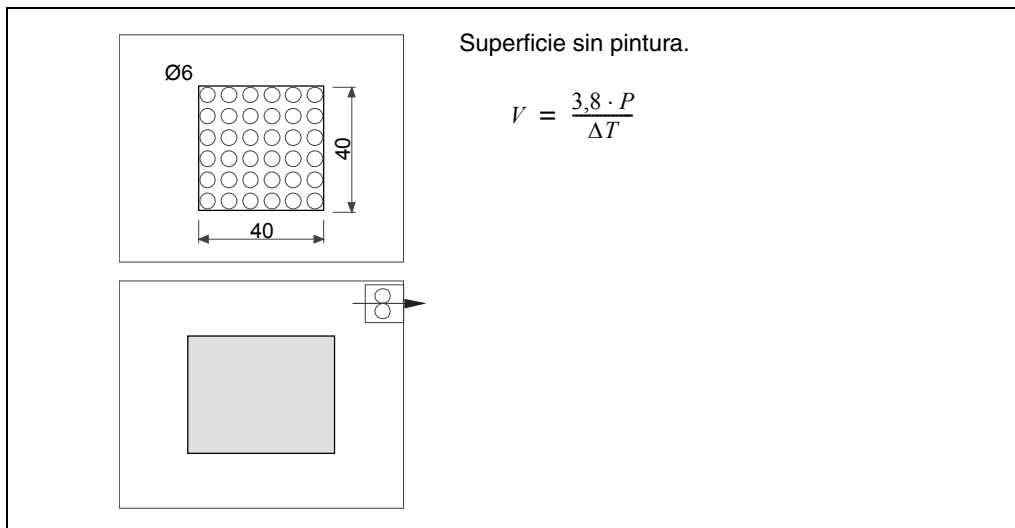 Superficie sin pintura.
V = 3,8 · P / ΔT
Ø6
40
40